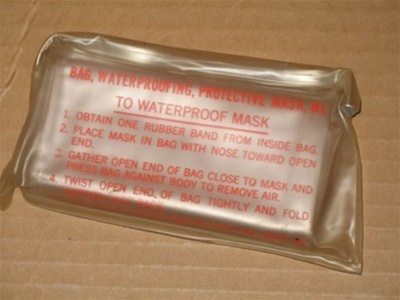 BAG, WATERPROOFING, PROTECTIVE MASK, M1
TO WATERPROOF MASK
1. OBTAIN ONE RUBBER BAND FROM INSIDE BAG.
2. PLACE MASK IN BAG WITH NOSE TOWARD OPEN
END.
3. GATHER OPEN END OF BAG CLOSE TO MASK AND
PRESS BAG AGAINST BODY TO REMOVE AIR.
4. TWIST OPEN END OF BAG TIGHTLY AND FOLD